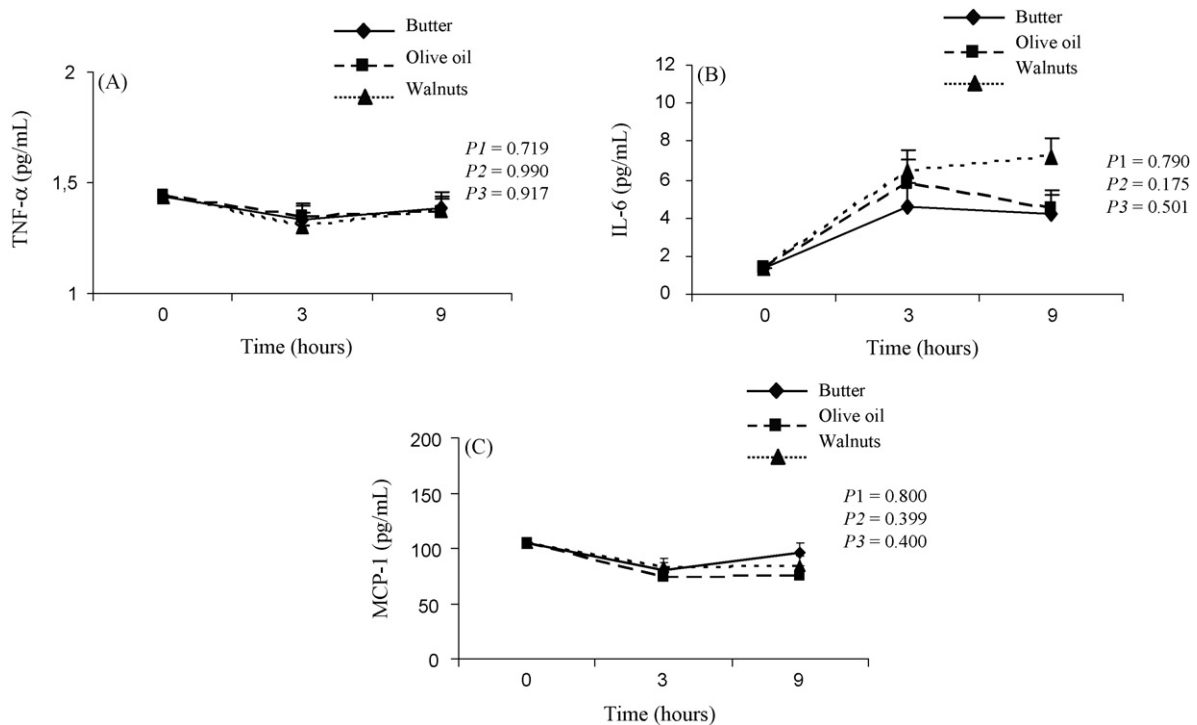 Butter
Olive oil
Walnuts
(A)
2
1,5
1
TNF-α (pg/mL)
P1 = 0.719
P2 = 0.990
P3 = 0.917
0 3 9
Time (hours)
Butter
Olive oil
Walnuts
(B)
12
10
8
6
4
2
0
IL-6 (pg/mL)
P1 = 0.790
P2 = 0.175
P3 = 0.501
0 3 9
Time (hours)
Butter
Olive oil
Walnuts
(C)
200
150
100
50
0
MCP-1 (pg/mL)
P1 = 0.800
P2 = 0.399
P3 = 0.400
0 3 9
Time (hours)